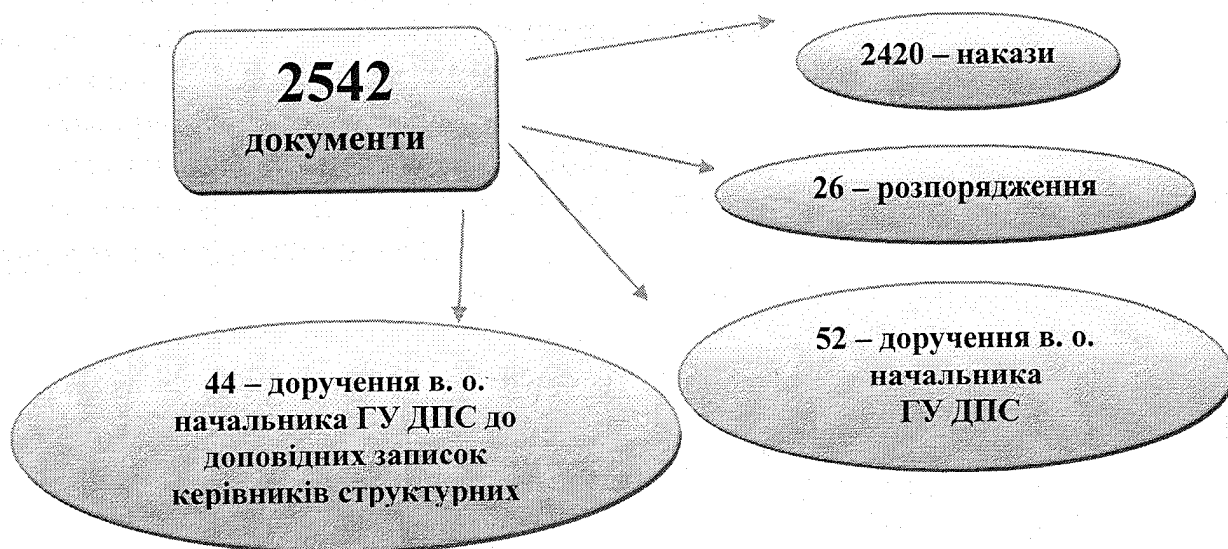 2542
документи
2420 – накази
26 – розпорядження
52 – доручення в. о.
начальника
ГУ ДПС
44 – доручення в. о.
начальника ГУ ДПС до
доповідних записок
керівників структурних